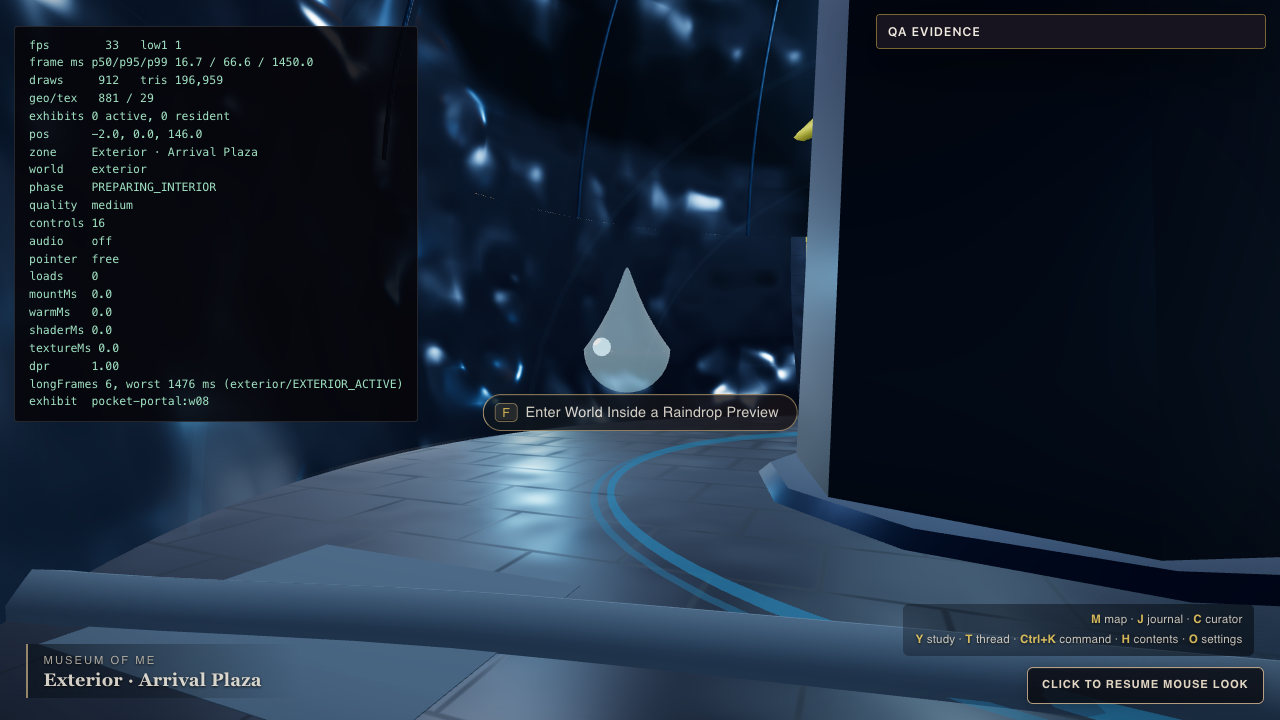 fps 33 low1 1
frame ms p50/p95/p99 16.7 / 66.6 / 1450.0
draws 912 tris 196,959
geo/tex 881 / 29
exhibits 0 active, 0 resident
pos −2.0, 0.0, 146.0
zone Exterior · Arrival Plaza
world exterior
phase PREPARING_INTERIOR
quality medium
controls 16
audio off
pointer free
loads 0
mountMs 0.0
warmMs 0.0
shaderMs 0.0
textureMs 0.0
dpr 1.00
longFrames 6, worst 1476 ms (exterior/EXTERIOR_ACTIVE)
exhibit pocket-portal:w08
QA EVIDENCE
F Enter World Inside a Raindrop Preview
M map · J journal · C curator
Y study · T thread · Ctrl+K command · H contents · O settings
MUSEUM OF ME
Exterior · Arrival Plaza
CLICK TO RESUME MOUSE LOOK